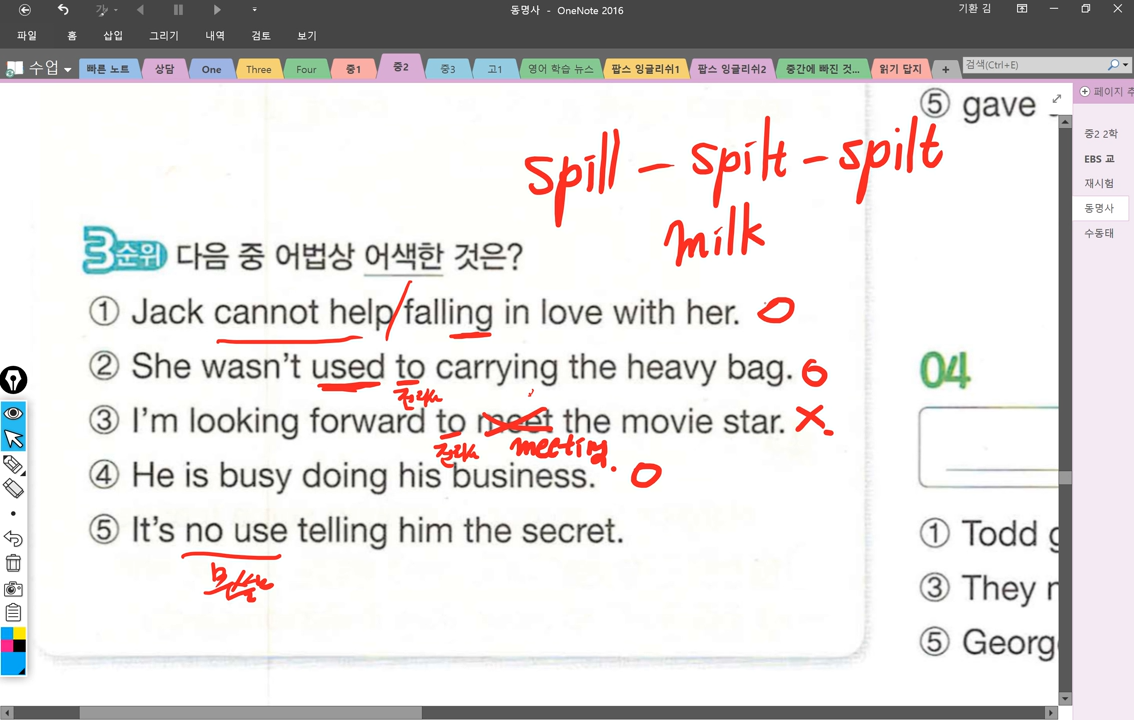 동명사 - OneNote 2016
기환 김
파일 홈 삽입 그리기 내역 검토 보기
수업 빠른 노트 상담 One Three Four 중1 중2 중3 고1 영어 학습 뉴스 팝스 잉글리쉬1 팝스 잉글리쉬2 중간에 빠진 것... 읽기 답지 + 검색(Ctrl+E)
페이지 추
중2 2학
EBS 교
재시험
동명사
수동태
⑤ gave
spill - spilt - spilt
milk
3순위 다음 중 어법상 어색한 것은?
① Jack cannot help / falling in love with her. O
② She wasn't used to carrying the heavy bag. O
전치사
③ I'm looking forward to meet the movie star. X
전치사 meeting.
④ He is busy doing his business. O
⑤ It's no use telling him the secret.
04
① Todd g
③ They
⑤ Georg